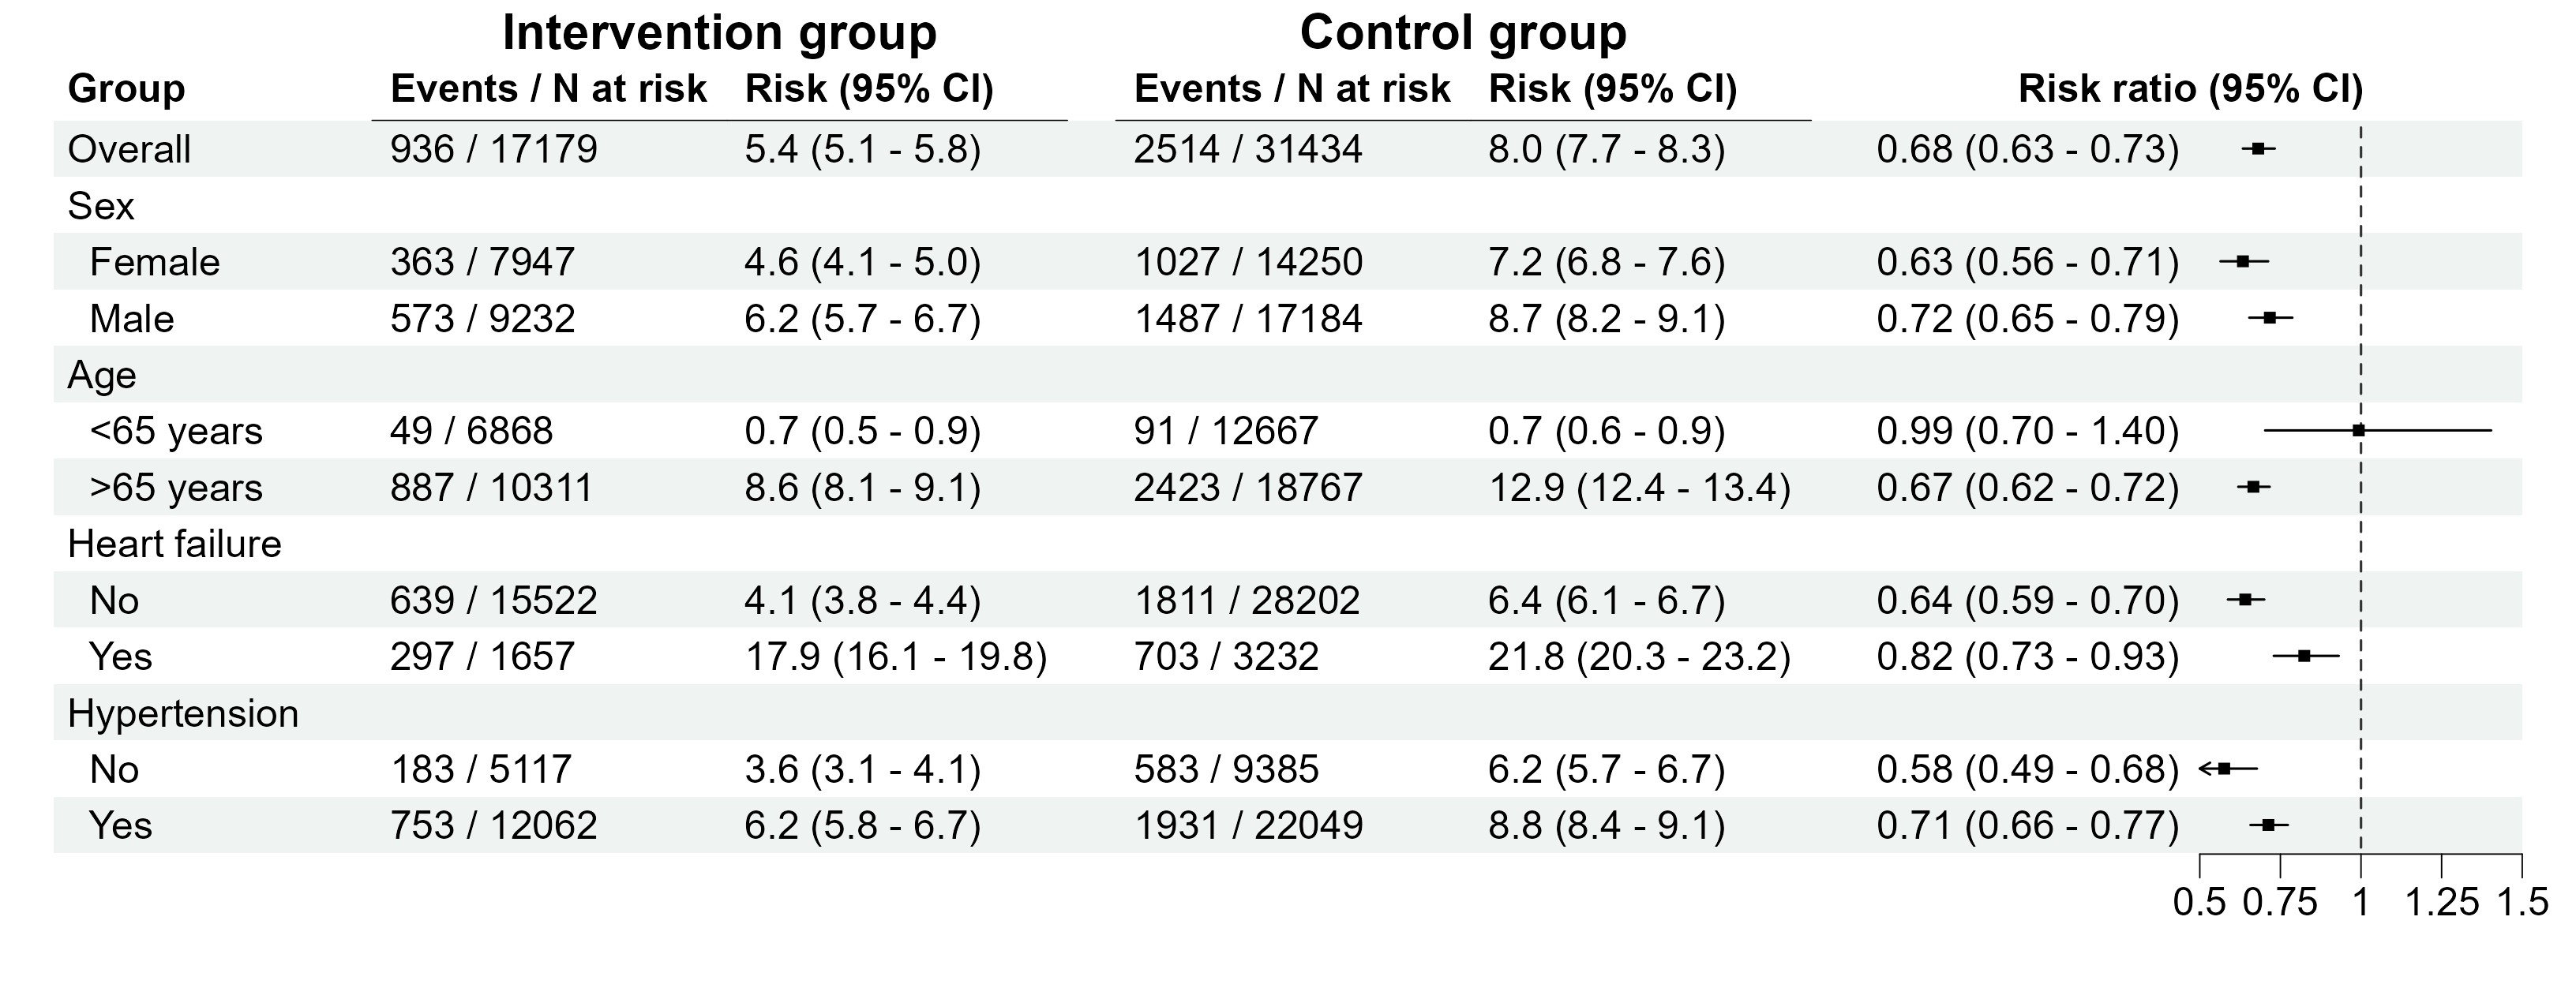 Intervention group Control group
Group Events / N at risk Risk (95% CI) Events / N at risk Risk (95% CI) Risk ratio (95% CI)
Overall 936 / 17179 5.4 (5.1 - 5.8) 2514 / 31434 8.0 (7.7 - 8.3) 0.68 (0.63 - 0.73)
Sex
Female 363 / 7947 4.6 (4.1 - 5.0) 1027 / 14250 7.2 (6.8 - 7.6) 0.63 (0.56 - 0.71)
Male 573 / 9232 6.2 (5.7 - 6.7) 1487 / 17184 8.7 (8.2 - 9.1) 0.72 (0.65 - 0.79)
Age
<65 years 49 / 6868 0.7 (0.5 - 0.9) 91 / 12667 0.7 (0.6 - 0.9) 0.99 (0.70 - 1.40)
>65 years 887 / 10311 8.6 (8.1 - 9.1) 2423 / 18767 12.9 (12.4 - 13.4) 0.67 (0.62 - 0.72)
Heart failure
No 639 / 15522 4.1 (3.8 - 4.4) 1811 / 28202 6.4 (6.1 - 6.7) 0.64 (0.59 - 0.70)
Yes 297 / 1657 17.9 (16.1 - 19.8) 703 / 3232 21.8 (20.3 - 23.2) 0.82 (0.73 - 0.93)
Hypertension
No 183 / 5117 3.6 (3.1 - 4.1) 583 / 9385 6.2 (5.7 - 6.7) 0.58 (0.49 - 0.68)
Yes 753 / 12062 6.2 (5.8 - 6.7) 1931 / 22049 8.8 (8.4 - 9.1) 0.71 (0.66 - 0.77)
0.5 0.75 1 1.25 1.5